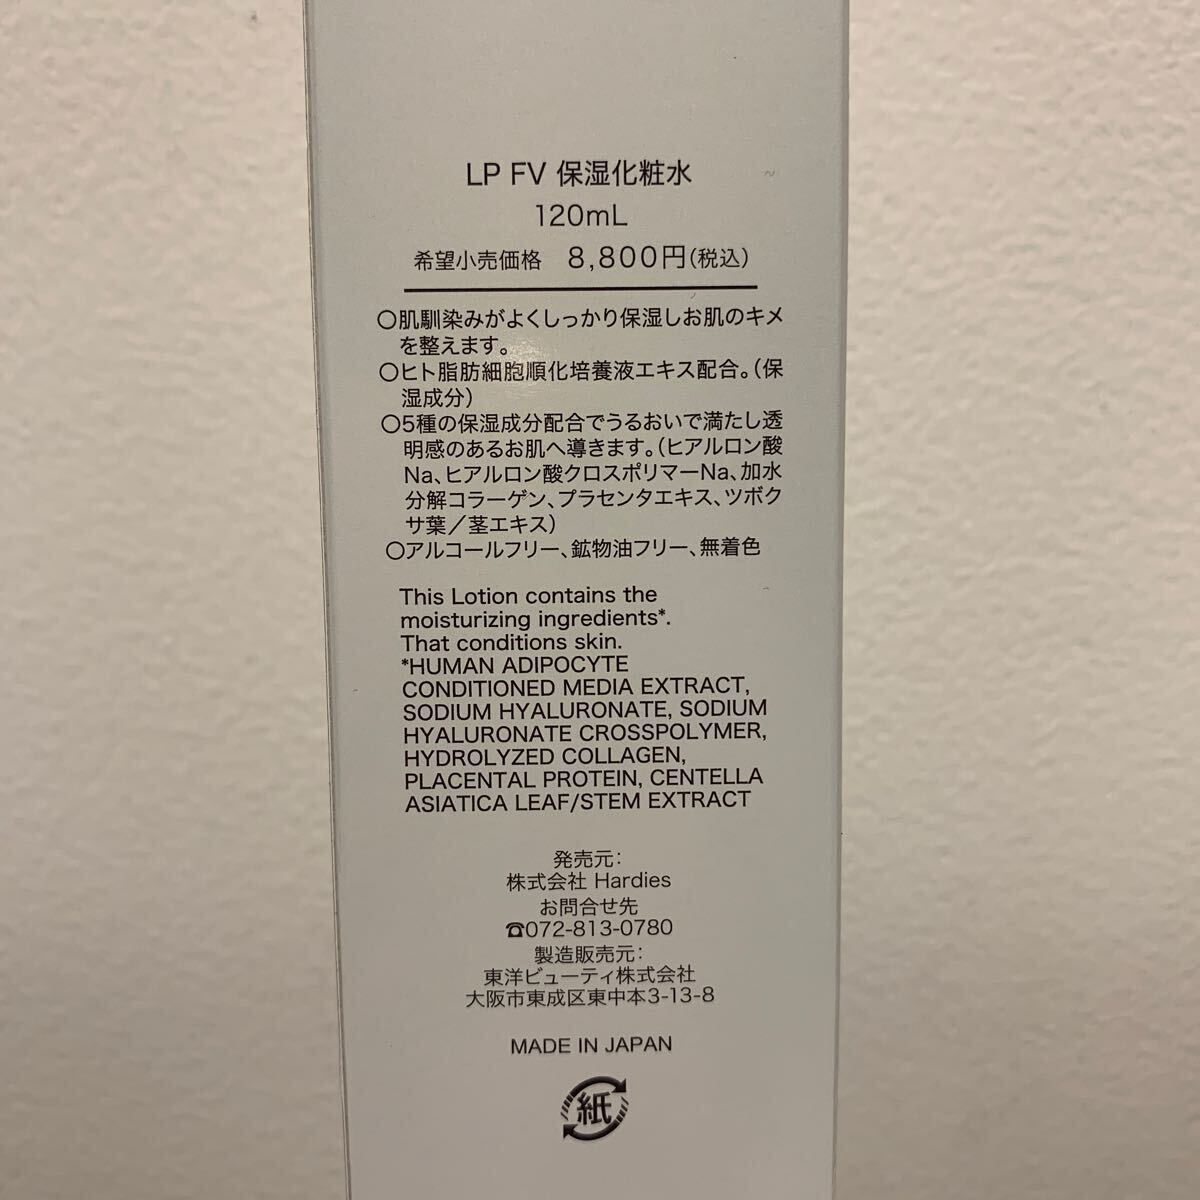 LP FV 保湿化粧水
120mL
希望小売価格 8,800円(税込)
○肌馴染みがよくしっかり保湿しお肌のキメ
を整えます。
○ヒト脂肪細胞順化培養液エキス配合。(保
湿成分)
○5種の保湿成分配合でうるおいで満たし透
明感のあるお肌へ導きます。(ヒアルロン酸
Na、ヒアルロン酸クロスポリマーNa、加水
分解コラーゲン、プラセンタエキス、ツボク
サ葉/茎エキス)
○アルコールフリー、鉱物油フリー、無着色
This Lotion contains the
moisturizing ingredients*.
That conditions skin.
*HUMAN ADIPOCYTE
CONDITIONED MEDIA EXTRACT,
SODIUM HYALURONATE, SODIUM
HYALURONATE CROSSPOLYMER,
HYDROLYZED COLLAGEN,
PLACENTAL PROTEIN, CENTELLA
ASIATICA LEAF/STEM EXTRACT
発売元:
株式会社 Hardies
お問合せ先
☎072-813-0780
製造販売元:
東洋ビューティ株式会社
大阪市東成区東中本3-13-8
MADE IN JAPAN
紙